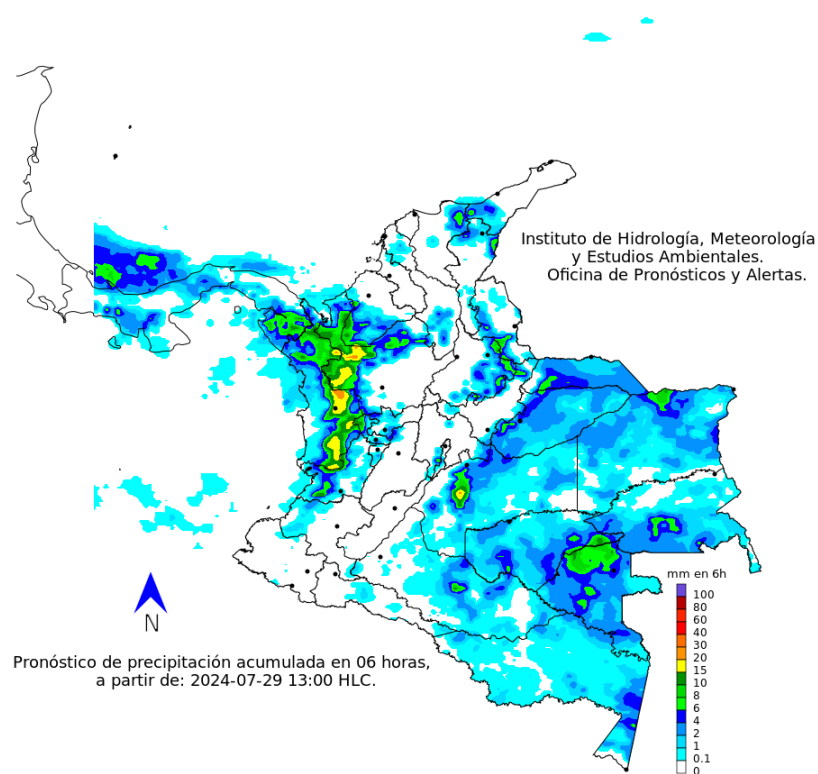 Instituto de Hidrología, Meteorología
y Estudios Ambientales.
Oficina de Pronósticos y Alertas.
N
Pronóstico de precipitación acumulada en 06 horas,
a partir de: 2024-07-29 13:00 HLC.
mm en 6h
100
80
60
40
30
20
15
10
8
6
4
2
1
0.1
0